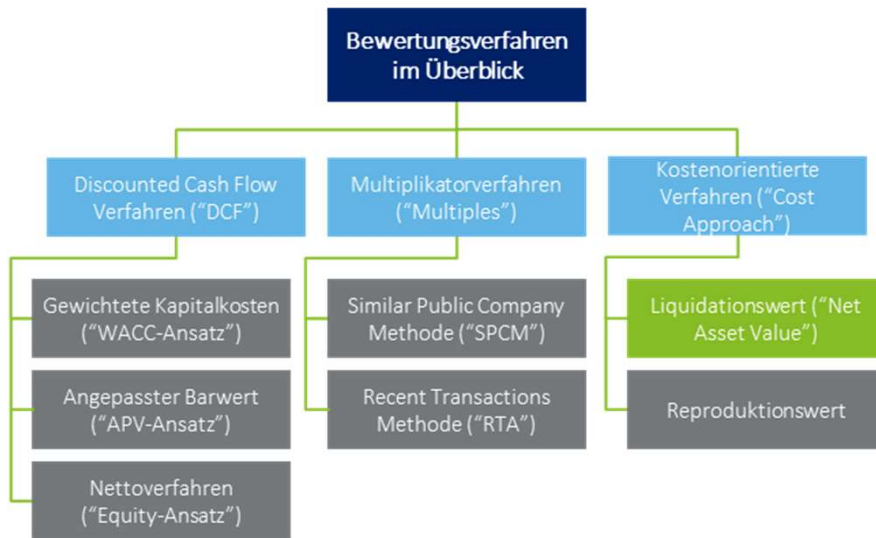 Bewertungsverfahren
im Überblick
Discounted Cash Flow
Verfahren (“DCF”)
Gewichtete Kapitalkosten
(“WACC-Ansatz”)
Angepasster Barwert
(“APV-Ansatz”)
Nettoverfahren
(“Equity-Ansatz”)
Multiplikatorverfahren
(“Multiples”)
Similar Public Company
Methode (“SPCM”)
Recent Transactions
Methode (“RTA”)
Kostenorientierte
Verfahren (“Cost
Approach”)
Liquidationswert (“Net
Asset Value”)
Reproduktionswert